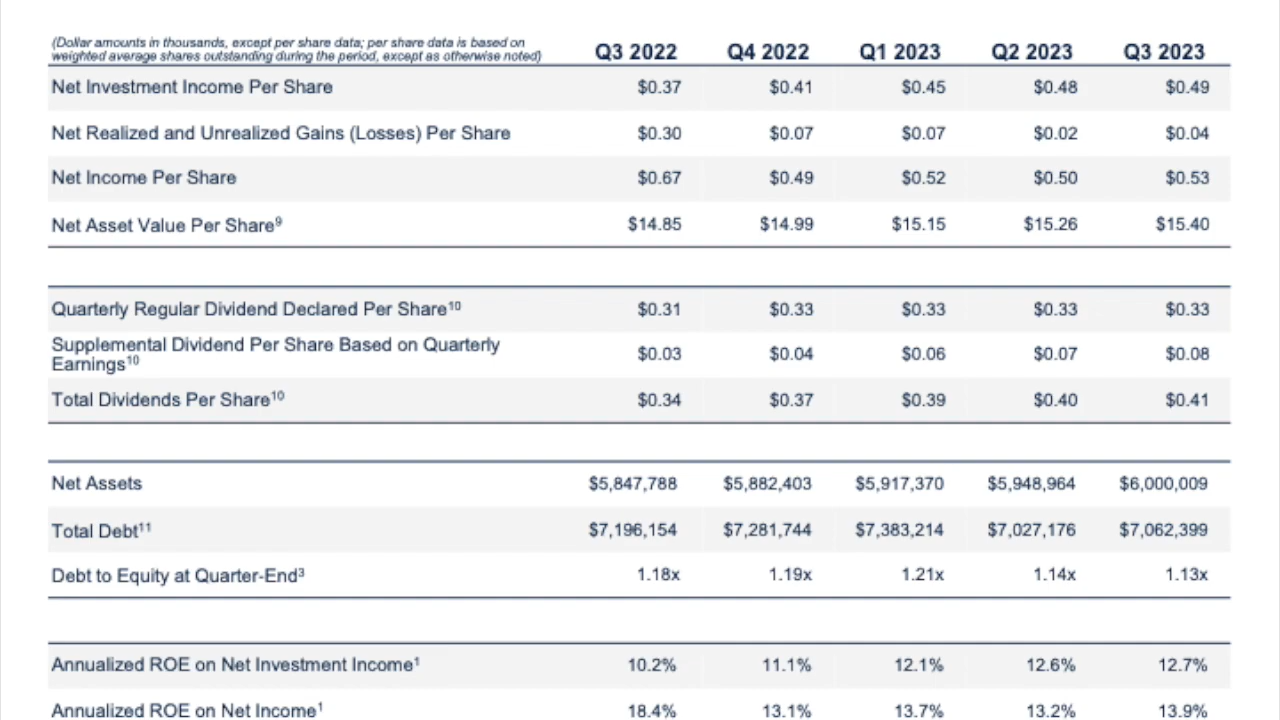 (Dollar amounts in thousands, except per share data; per share data is based on
weighted average shares outstanding during the period, except as otherwise noted) Q3 2022 Q4 2022 Q1 2023 Q2 2023 Q3 2023
Net Investment Income Per Share $0.37 $0.41 $0.45 $0.48 $0.49
Net Realized and Unrealized Gains (Losses) Per Share $0.30 $0.07 $0.07 $0.02 $0.04
Net Income Per Share $0.67 $0.49 $0.52 $0.50 $0.53
Net Asset Value Per Share⁹ $14.85 $14.99 $15.15 $15.26 $15.40
Quarterly Regular Dividend Declared Per Share¹⁰ $0.31 $0.33 $0.33 $0.33 $0.33
Supplemental Dividend Per Share Based on Quarterly
Earnings¹⁰ $0.03 $0.04 $0.06 $0.07 $0.08
Total Dividends Per Share¹⁰ $0.34 $0.37 $0.39 $0.40 $0.41
Net Assets $5,847,788 $5,882,403 $5,917,370 $5,948,964 $6,000,009
Total Debt¹¹ $7,196,154 $7,281,744 $7,383,214 $7,027,176 $7,062,399
Debt to Equity at Quarter-End³ 1.18x 1.19x 1.21x 1.14x 1.13x
Annualized ROE on Net Investment Income¹ 10.2% 11.1% 12.1% 12.6% 12.7%
Annualized ROE on Net Income¹ 18.4% 13.1% 13.7% 13.2% 13.9%